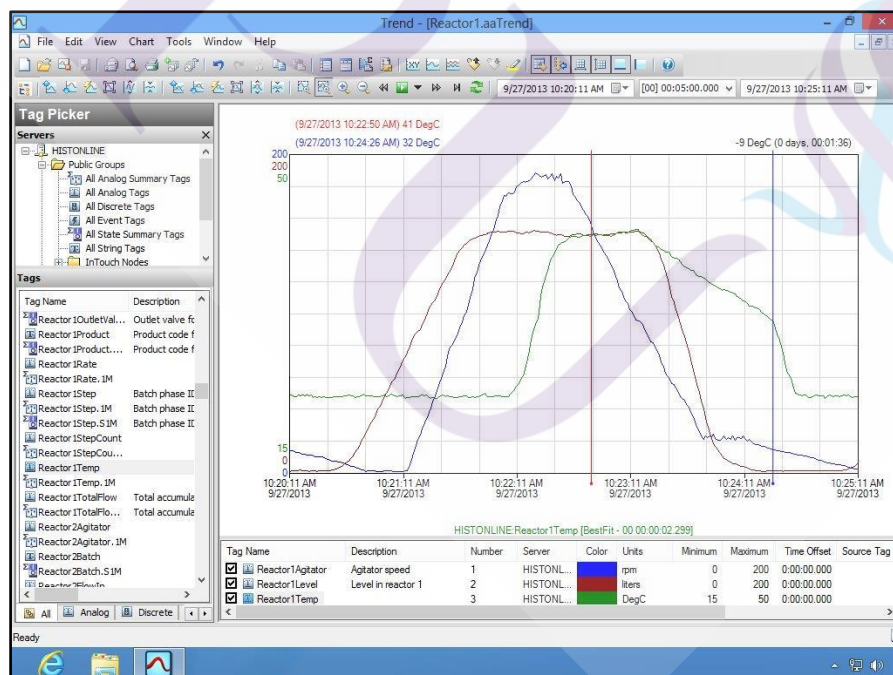 Trend - [Reactor1.aaTrend]
File Edit View Chart Tools Window Help
9/27/2013 10:20:11 AM [00] 00:05:00.000 9/27/2013 10:25:11 AM
Tag Picker
Servers
HISTONLINE
Public Groups
All Analog Summary Tags
All Analog Tags
All Discrete Tags
All Event Tags
All State Summary Tags
All String Tags
InTouch Nodes
Tags
Tag Name Description
Reactor1OutletVal... Outlet valve fo
Reactor1Product Product code f
Reactor1Product.... Product code f
Reactor1Rate
Reactor1Rate.1M
Reactor1Step Batch phase ID
Reactor1Step.1M Batch phase ID
Reactor1Step.S1M Batch phase ID
Reactor1StepCount
Reactor1StepCou...
Reactor1Temp
Reactor1Temp.1M
Reactor1TotalFlow Total accumula
Reactor1TotalFlo... Total accumula
Reactor2Agitator
Reactor2Agitator.1M
Reactor2Batch
Reactor2Batch.S1M
Reactor2FlowIn
All Analog Discrete
(9/27/2013 10:22:50 AM) 41 DegC
(9/27/2013 10:24:26 AM) 32 DegC
-9 DegC (0 days, 00:01:36)
200
200
50
15
0
0
10:20:11 AM 10:21:11 AM 10:22:11 AM 10:23:11 AM 10:24:11 AM 10:25:11 AM
9/27/2013 9/27/2013 9/27/2013 9/27/2013 9/27/2013 9/27/2013
HISTONLINE:Reactor1Temp [BestFit - 00 00:00:02.299]
Tag Name Description Number Server Color Units Minimum Maximum Time Offset Source Tag
Reactor1Agitator Agitator speed 1 HISTONL... rpm 0 200 0:00:00.000
Reactor1Level Level in reactor 1 2 HISTONL... liters 0 200 0:00:00.000
Reactor1Temp 3 HISTONL... DegC 15 50 0:00:00.000
Ready